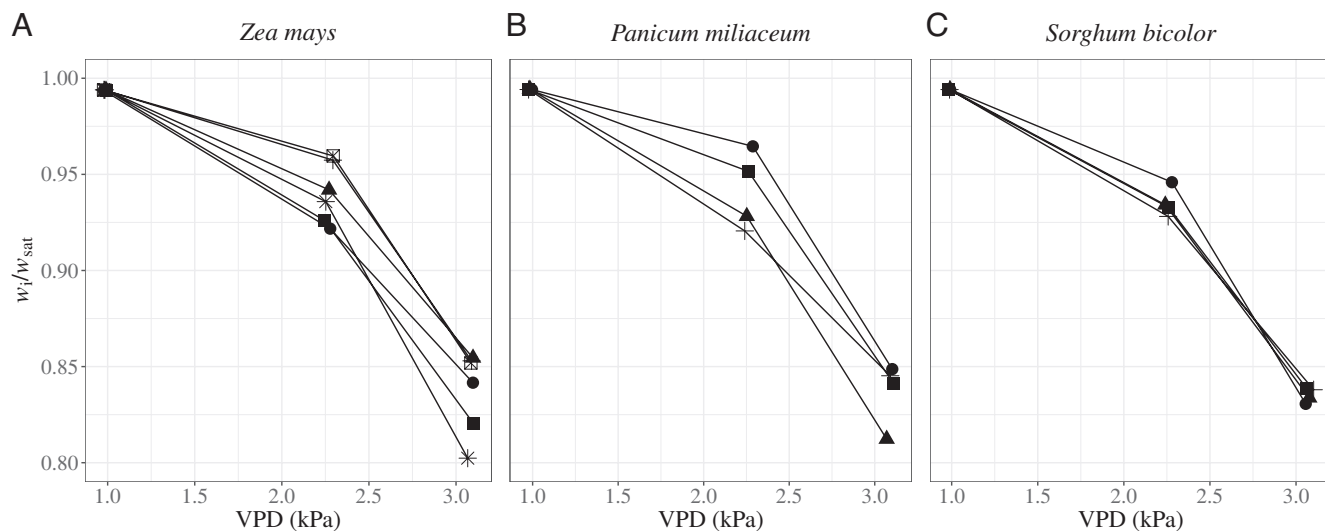 A Zea mays
B Panicum miliaceum
C Sorghum bicolor
w_i/w_sat
1.00
0.95
0.90
0.85
0.80
1.0 1.5 2.0 2.5 3.0
VPD (kPa)
1.0 1.5 2.0 2.5 3.0
VPD (kPa)
1.0 1.5 2.0 2.5 3.0
VPD (kPa)